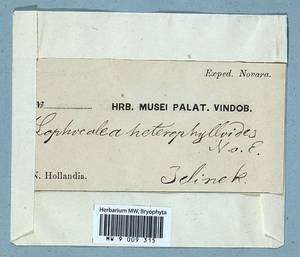 Exped. Novara.
HRB. MUSEI PALAT. VINDOB.
Lophocolea heterophylloides
N. a. E.
N. Hollandia.
Jelinek.
Herbarium MW, Bryophyta
MW 9 009 315